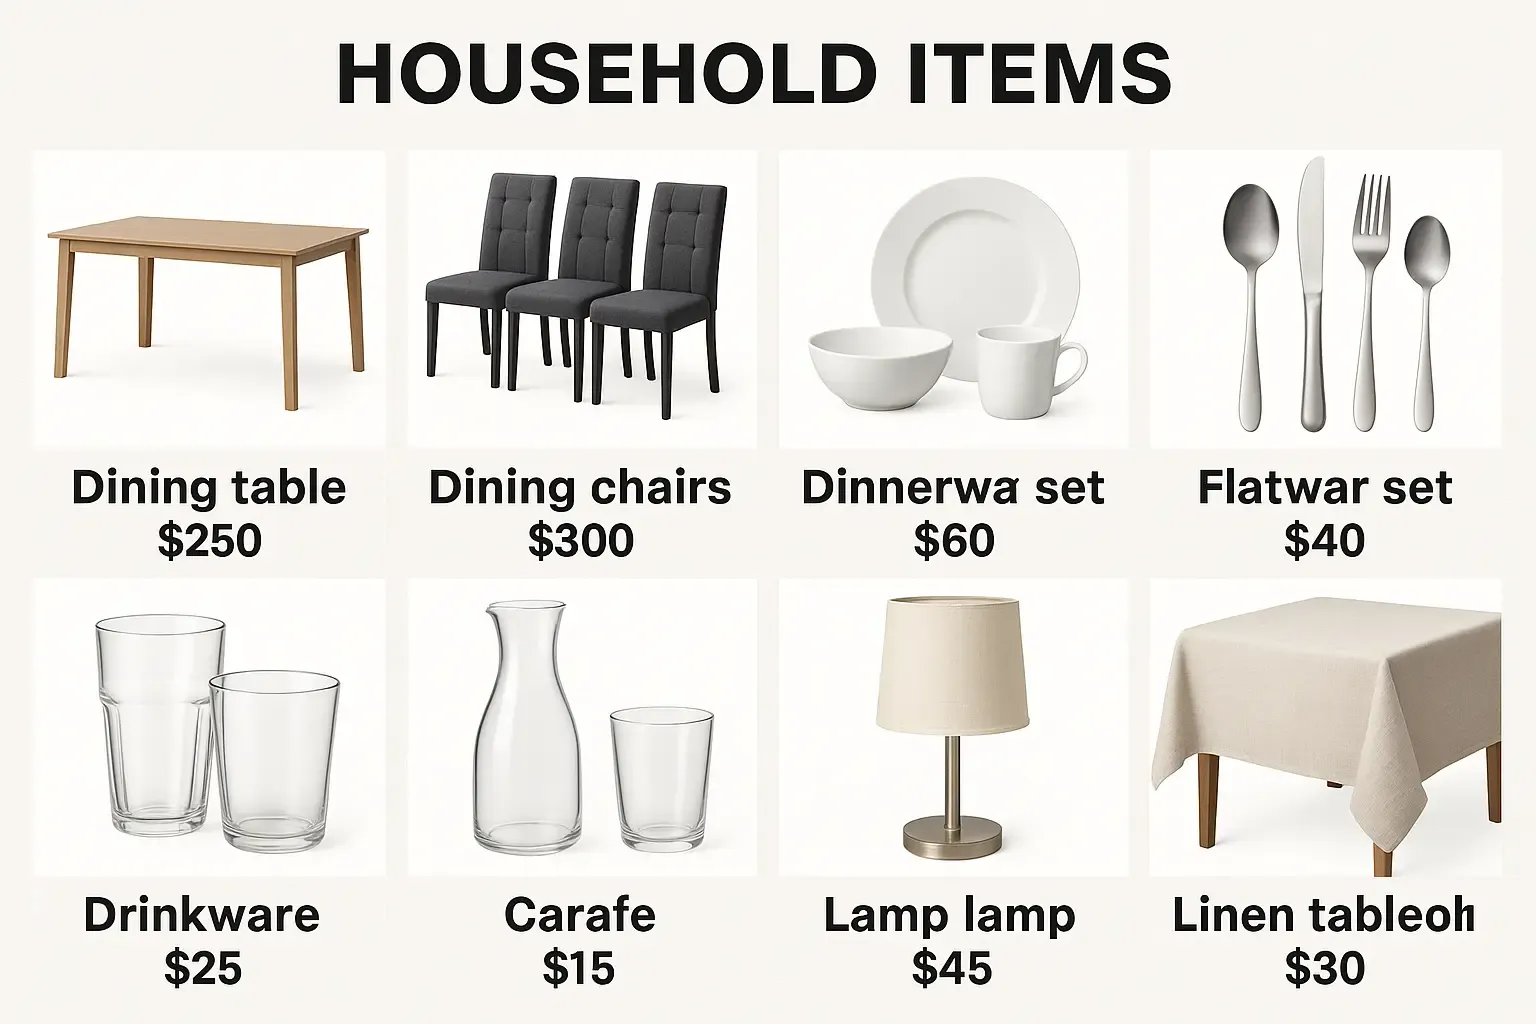 HOUSEHOLD ITEMS
Dining table
$250
Dining chairs
$300
Dinnerwa set
$60
Flatwar set
$40
Drinkware
$25
Carafe
$15
Lamp lamp
$45
Linen tableoh
$30